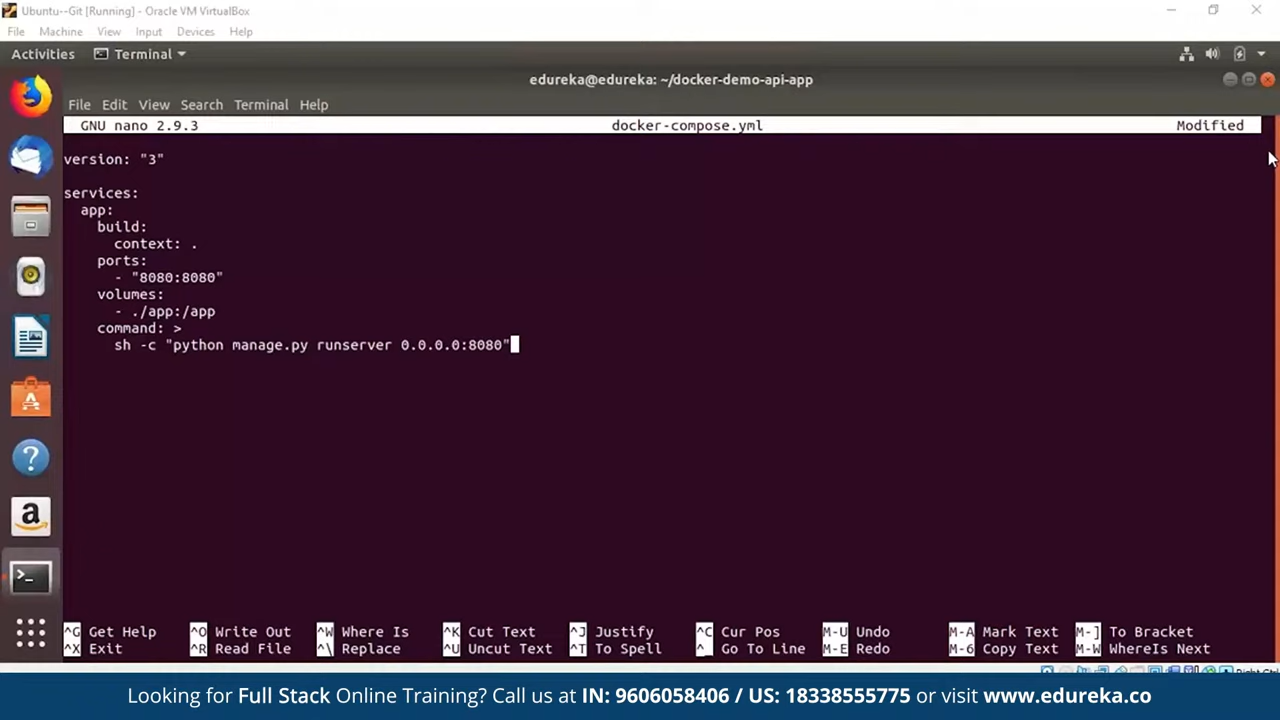 Ubuntu--Git [Running] - Oracle VM VirtualBox
File Machine View Input Devices Help
Activities Terminal
edureka@edureka: ~/docker-demo-api-app
File Edit View Search Terminal Help
GNU nano 2.9.3 docker-compose.yml Modified
version: "3"
services:
app:
build:
context: .
ports:
- "8080:8080"
volumes:
- ./app:/app
command: >
sh -c "python manage.py runserver 0.0.0.0:8080"
^G Get Help ^O Write Out ^W Where Is ^K Cut Text ^J Justify ^C Cur Pos M-U Undo M-A Mark Text M-] To Bracket
^X Exit ^R Read File ^\ Replace ^U Uncut Text ^T To Spell ^_ Go To Line M-E Redo M-6 Copy Text M-W WhereIs Next
Looking for Full Stack Online Training? Call us at IN: 9606058406 / US: 18338555775 or visit www.edureka.co